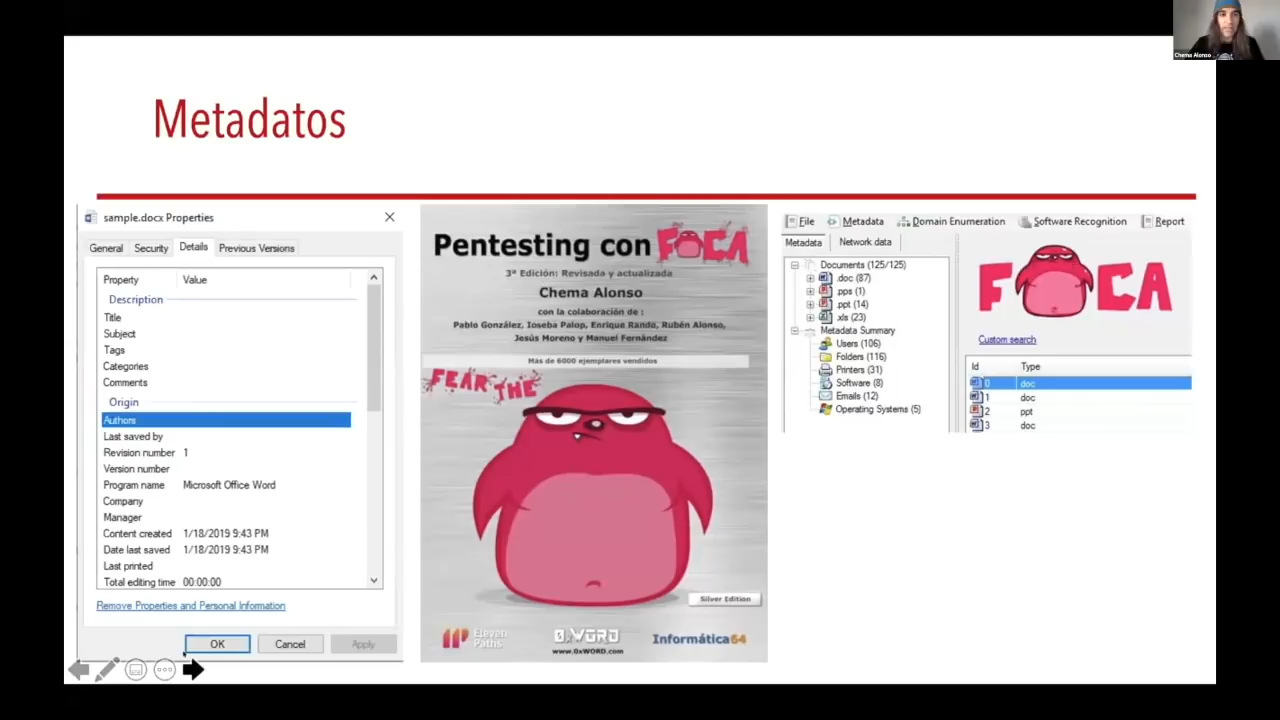 Chema Alonso
Metadatos
sample.docx Properties
General Security Details Previous Versions
Property Value
Description
Title
Subject
Tags
Categories
Comments
Origin
Authors
Last saved by
Revision number 1
Version number
Program name Microsoft Office Word
Company
Manager
Content created 1/18/2019 9:43 PM
Date last saved 1/18/2019 9:43 PM
Last printed
Total editing time 00:00:00
Remove Properties and Personal Information
OK Cancel Apply
Pentesting con FOCA
3ª Edición: Revisada y actualizada
Chema Alonso
con la colaboración de :
Pablo González, Ioseba Palop, Enrique Rando, Rubén Alonso,
Jesús Moreno y Manuel Fernández
Más de 6000 ejemplares vendidos
FEAR THE
Silver Edition
Eleven
Paths
0xWORD
www.0xWORD.com
Informática64
File Metadata Domain Enumeration Software Recognition Report
Metadata Network data
Documents (125/125)
.doc (87)
.pps (1)
.ppt (14)
.xls (23)
Metadata Summary
Users (106)
Folders (116)
Printers (31)
Software (8)
Emails (12)
Operating Systems (5)
FOCA
Custom search
Id Type
0 doc
1 doc
2 ppt
3 doc